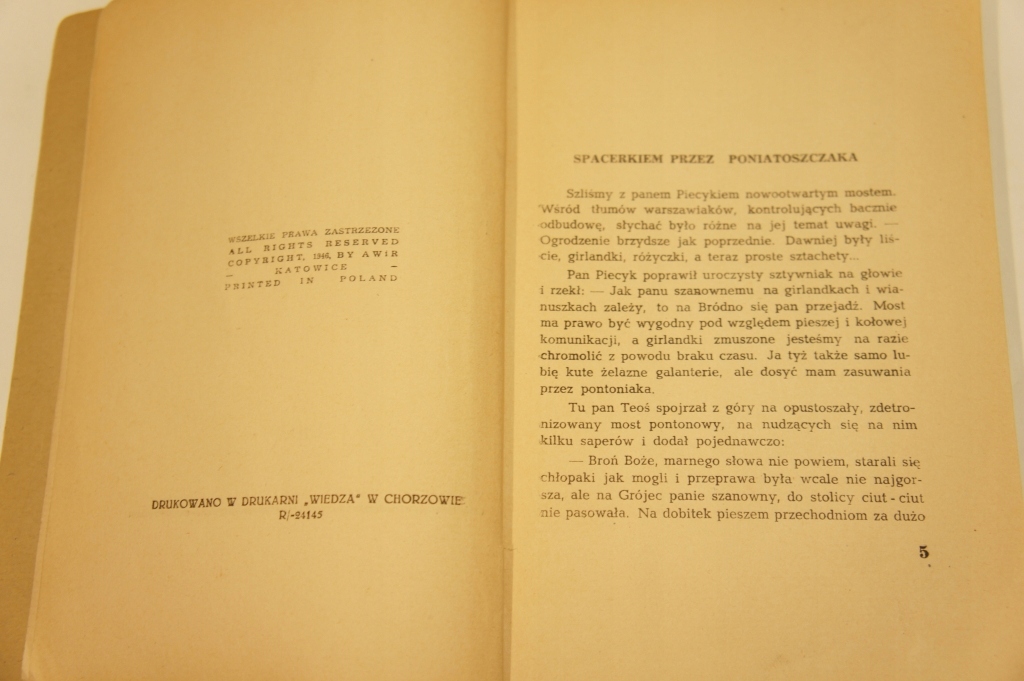 WSZELKIE PRAWA ZASTRZEŻONE
ALL RIGHTS RESERVED
COPYRIGHT, 1946, BY AWIR
— KATOWICE —
PRINTED IN POLAND
DRUKOWANO W DRUKARNI „WIEDZA" W CHORZOWIE
R/-24145
SPACERKIEM PRZEZ PONIATOSZCZAKA
Szliśmy z panem Piecykiem nowootwartym mostem.
Wśród tłumów warszawiaków, kontrolujących bacznie
odbudowę, słychać było różne na jej temat uwagi. —
Ogrodzenie brzydsze jak poprzednie. Dawniej były liś-
cie, girlandki, różyczki, a teraz proste sztachety...
Pan Piecyk poprawił uroczysty sztywniak na głowie
i rzekł: — Jak panu szanownemu na girlandkach i wia-
nuszkach zależy, to na Bródno się pan przejadź. Most
ma prawo być wygodny pod względem pieszej i kołowej
komunikacji, a girlandki zmuszone jesteśmy na razie
chromolić z powodu braku czasu. Ja tyż także samo lu-
bię kute żelazne galanterie, ale dosyć mam zasuwania
przez pontoniaka.
Tu pan Teoś spojrzał z góry na opustoszały, zdetro-
nizowany most pontonowy, na nudzących się na nim
kilku saperów i dodał pojednawczo:
— Broń Boże, marnego słowa nie powiem, starali się
chłopaki jak mogli i przeprawa była wcale nie najgor-
sza, ale na Grójec panie szanowny, do stolicy ciut-ciut
nie pasowała. Na dobitek pieszem przechodniom za dużo
5